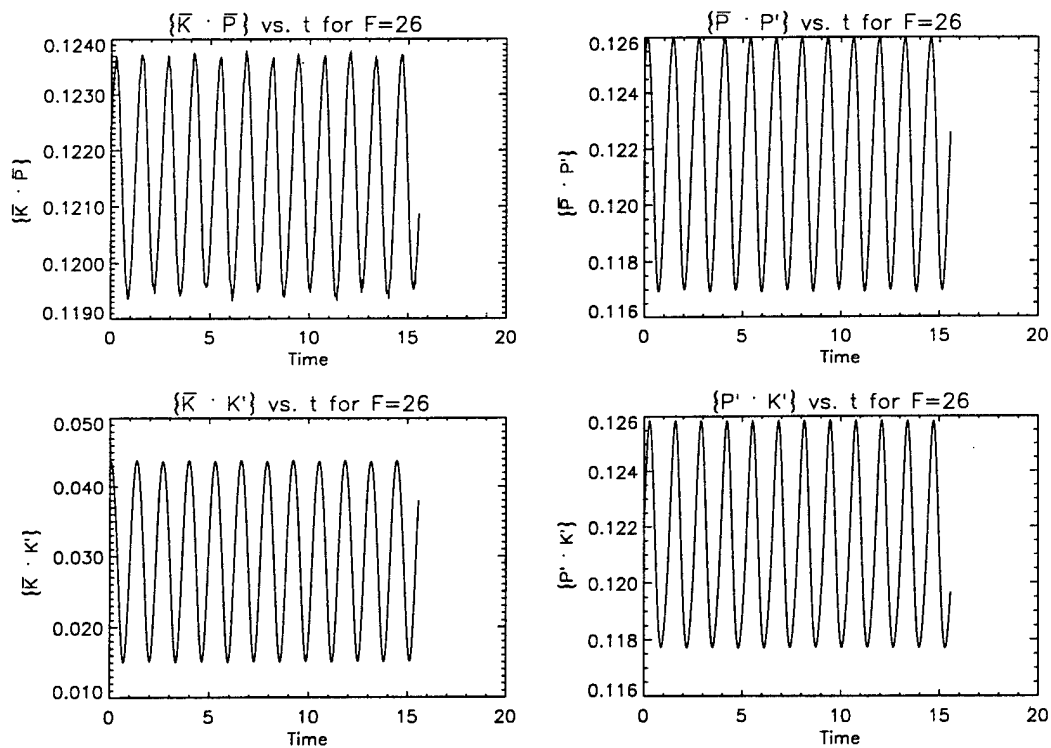 {K̅ · P̅} vs. t for F=26
0.1240
0.1230
0.1220
0.1210
0.1200
0.1190
{K̅ · P̅}
0 5 10 15 20
Time
{P̅ · P'} vs. t for F=26
0.126
0.124
0.122
0.120
0.118
0.116
{P̅ · P'}
0 5 10 15 20
Time
{K̅ · K'} vs. t for F=26
0.050
0.040
0.030
0.020
0.010
{K̅ · K'}
0 5 10 15 20
Time
{P' · K'} vs. t for F=26
0.126
0.124
0.122
0.120
0.118
0.116
{P' · K'}
0 5 10 15 20
Time